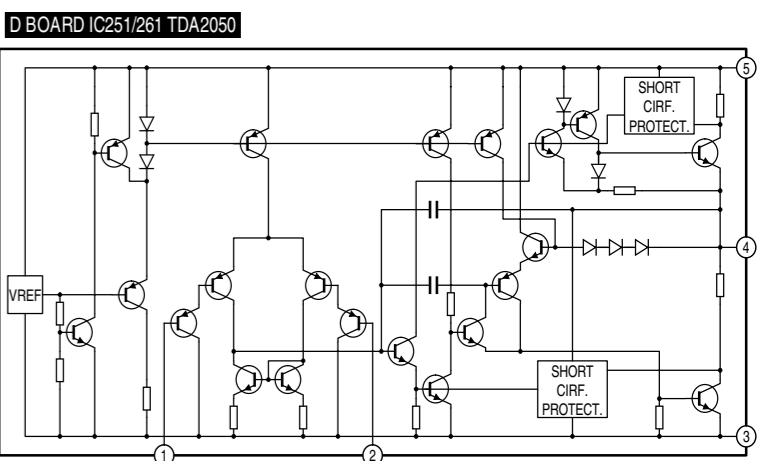 D BOARD IC251/261 TDA2050
5
SHORT
CIRF.
PROTECT.
4
VREF
SHORT
CIRF.
PROTECT.
3
1
2